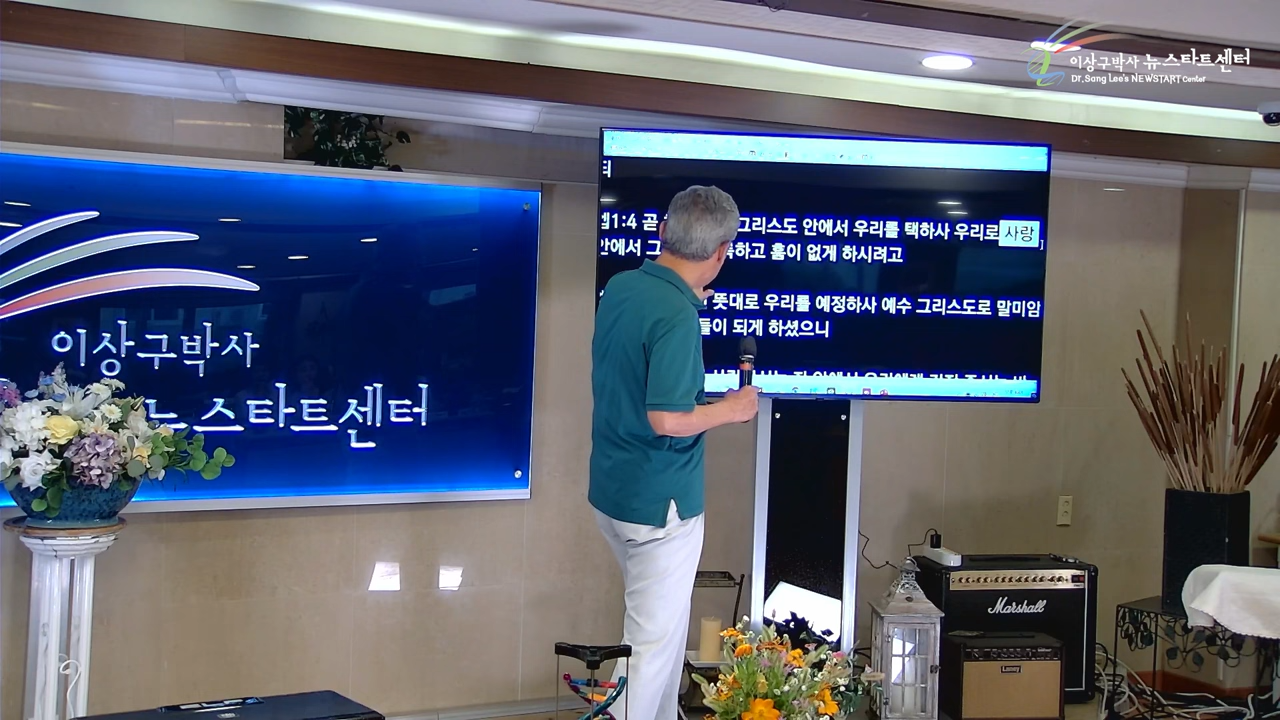 이상구박사 뉴스타트센터
Dr. Sang Lee's NEWSTART Center
이상구박사
뉴스타트센터
엡1:4 곧 그리스도 안에서 우리를 택하사 우리로 사랑
안에서 그 하고 흠이 없게 하시려고
뜻대로 우리를 예정하사 예수 그리스도로 말미암
들이 되게 하셨으니
Marshall
Laney